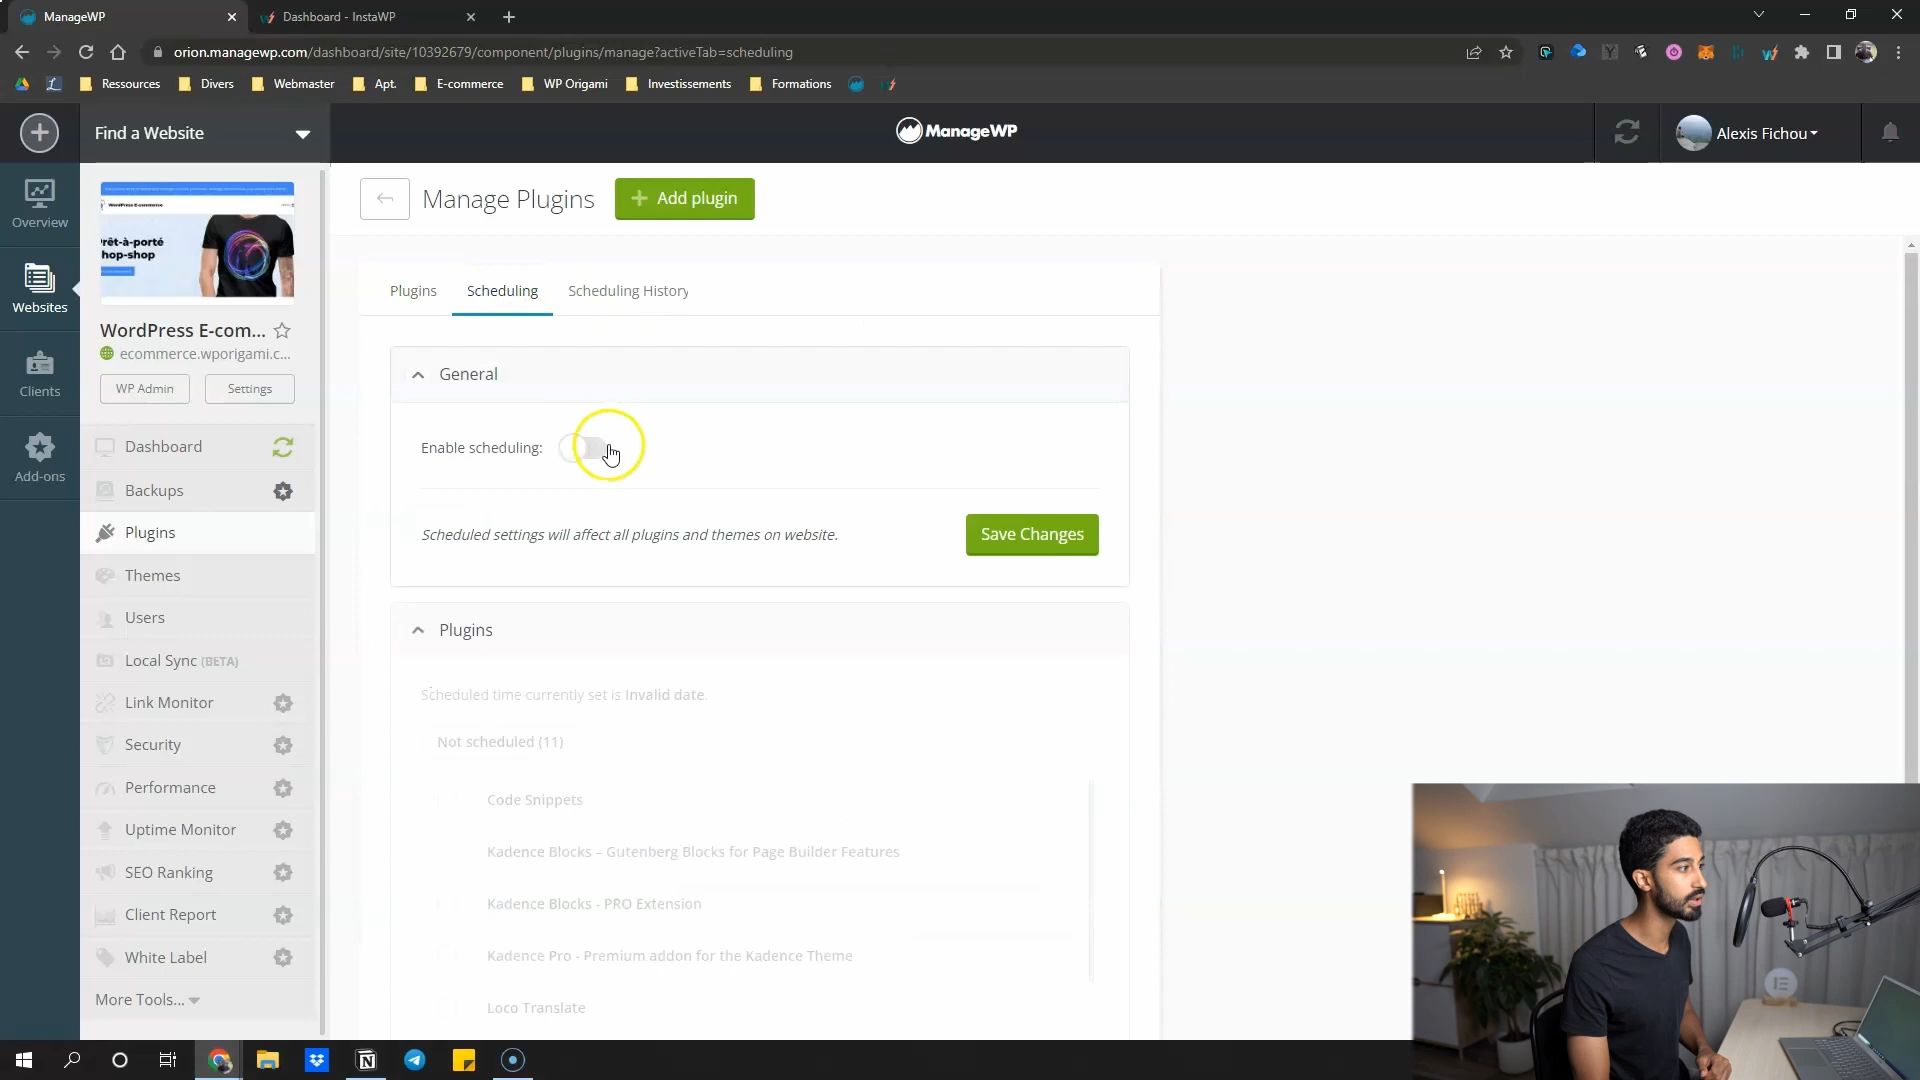 ManageWP
Dashboard - InstaWP
orion.managewp.com/dashboard/site/10392679/component/plugins/manage?activeTab=scheduling
Ressources
Divers
Webmaster
Apt.
E-commerce
WP Origami
Investissements
Formations
Find a Website
ManageWP
Alexis Fichou
Overview
Websites
Clients
Add-ons
WordPress E-commerce
rêt-à-porté
hop-shop
WordPress E-com...
ecommerce.wporigami.c...
WP Admin
Settings
Dashboard
Backups
Plugins
Themes
Users
Local Sync (BETA)
Link Monitor
Security
Performance
Uptime Monitor
SEO Ranking
Client Report
White Label
More Tools...
Manage Plugins
Add plugin
Plugins
Scheduling
Scheduling History
General
Enable scheduling:
Scheduled settings will affect all plugins and themes on website.
Save Changes
Plugins
Scheduled time currently set is Invalid date.
Not scheduled (11)
Code Snippets
Kadence Blocks – Gutenberg Blocks for Page Builder Features
Kadence Blocks - PRO Extension
Kadence Pro - Premium addon for the Kadence Theme
Loco Translate